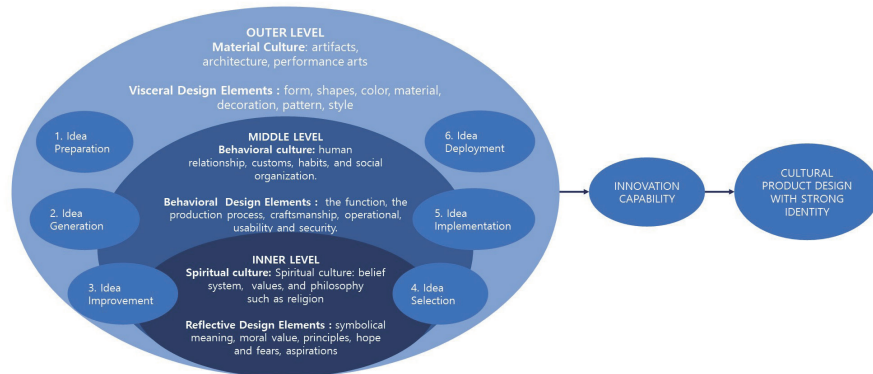 OUTER LEVEL
Material Culture: artifacts,
architecture, performance arts
Visceral Design Elements : form, shapes, color, material,
decoration, pattern, style
1. Idea
Preparation
6. Idea
Deployment
MIDDLE LEVEL
Behavioral culture: human
relationship, customs, habits, and social
organization.
Behavioral Design Elements : the function, the
production process, craftsmanship, operational,
usability and security.
2. Idea
Generation
5. Idea
Implementation
INNER LEVEL
Spiritual culture: Spiritual culture: belief
system, values, and philosophy
such as religion
Reflective Design Elements : symbolical
meaning, moral value, principles, hope
and fears, aspirations
3. Idea
Improvement
4. Idea
Selection
INNOVATION
CAPABILITY
CULTURAL
PRODUCT DESIGN
WITH STRONG
IDENTITY